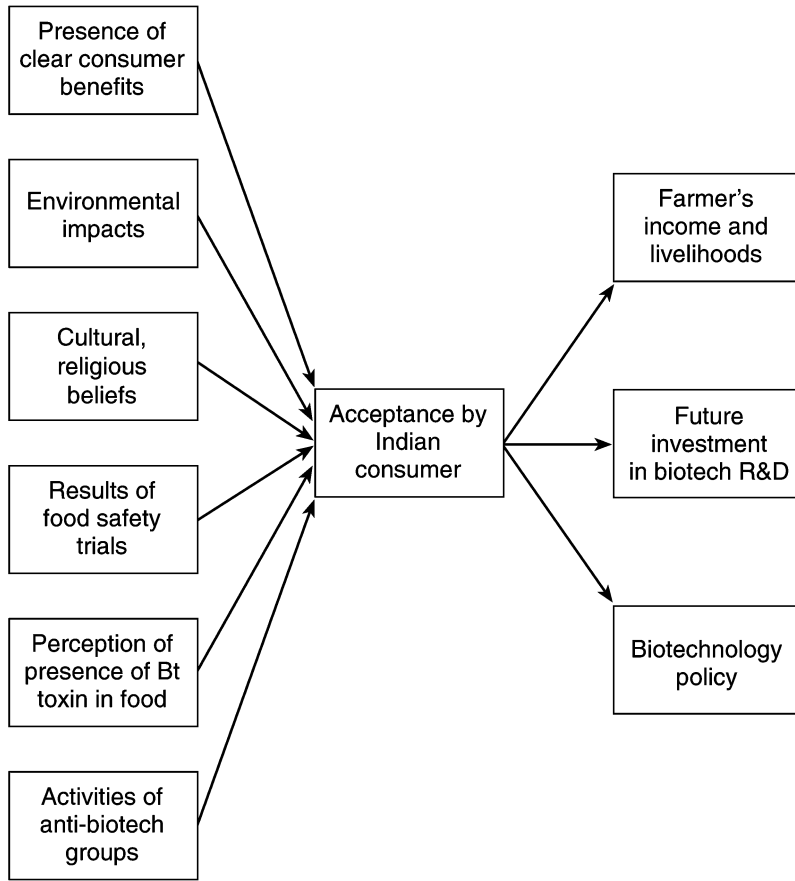 Presence of
clear consumer
benefits
Environmental
impacts
Cultural,
religious
beliefs
Results of
food safety
trials
Perception of
presence of Bt
toxin in food
Activities of
anti-biotech
groups
Acceptance by
Indian
consumer
Farmer’s
income and
livelihoods
Future
investment
in biotech R&D
Biotechnology
policy